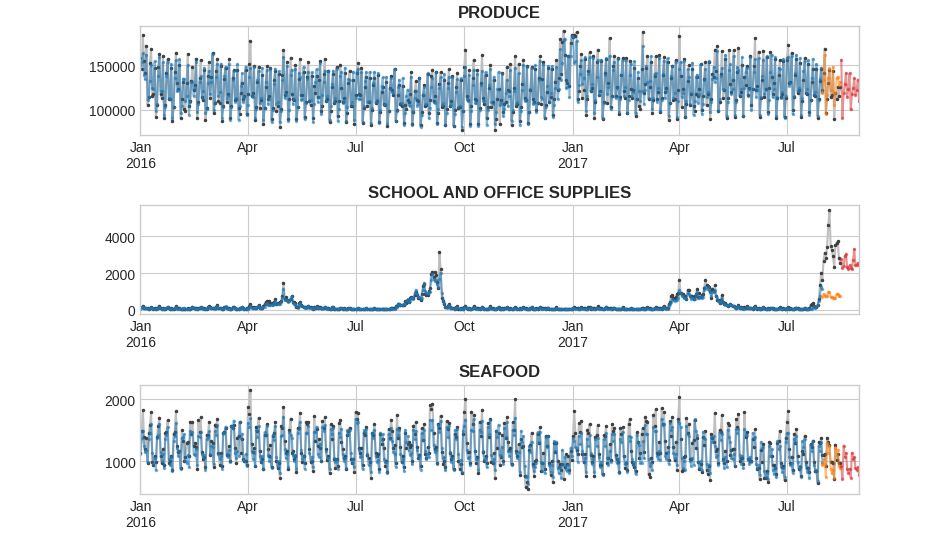 PRODUCE
150000
100000
Jan Apr Jul Oct Jan Apr Jul
2016 2017
SCHOOL AND OFFICE SUPPLIES
4000
2000
0
Jan Apr Jul Oct Jan Apr Jul
2016 2017
SEAFOOD
2000
1000
Jan Apr Jul Oct Jan Apr Jul
2016 2017